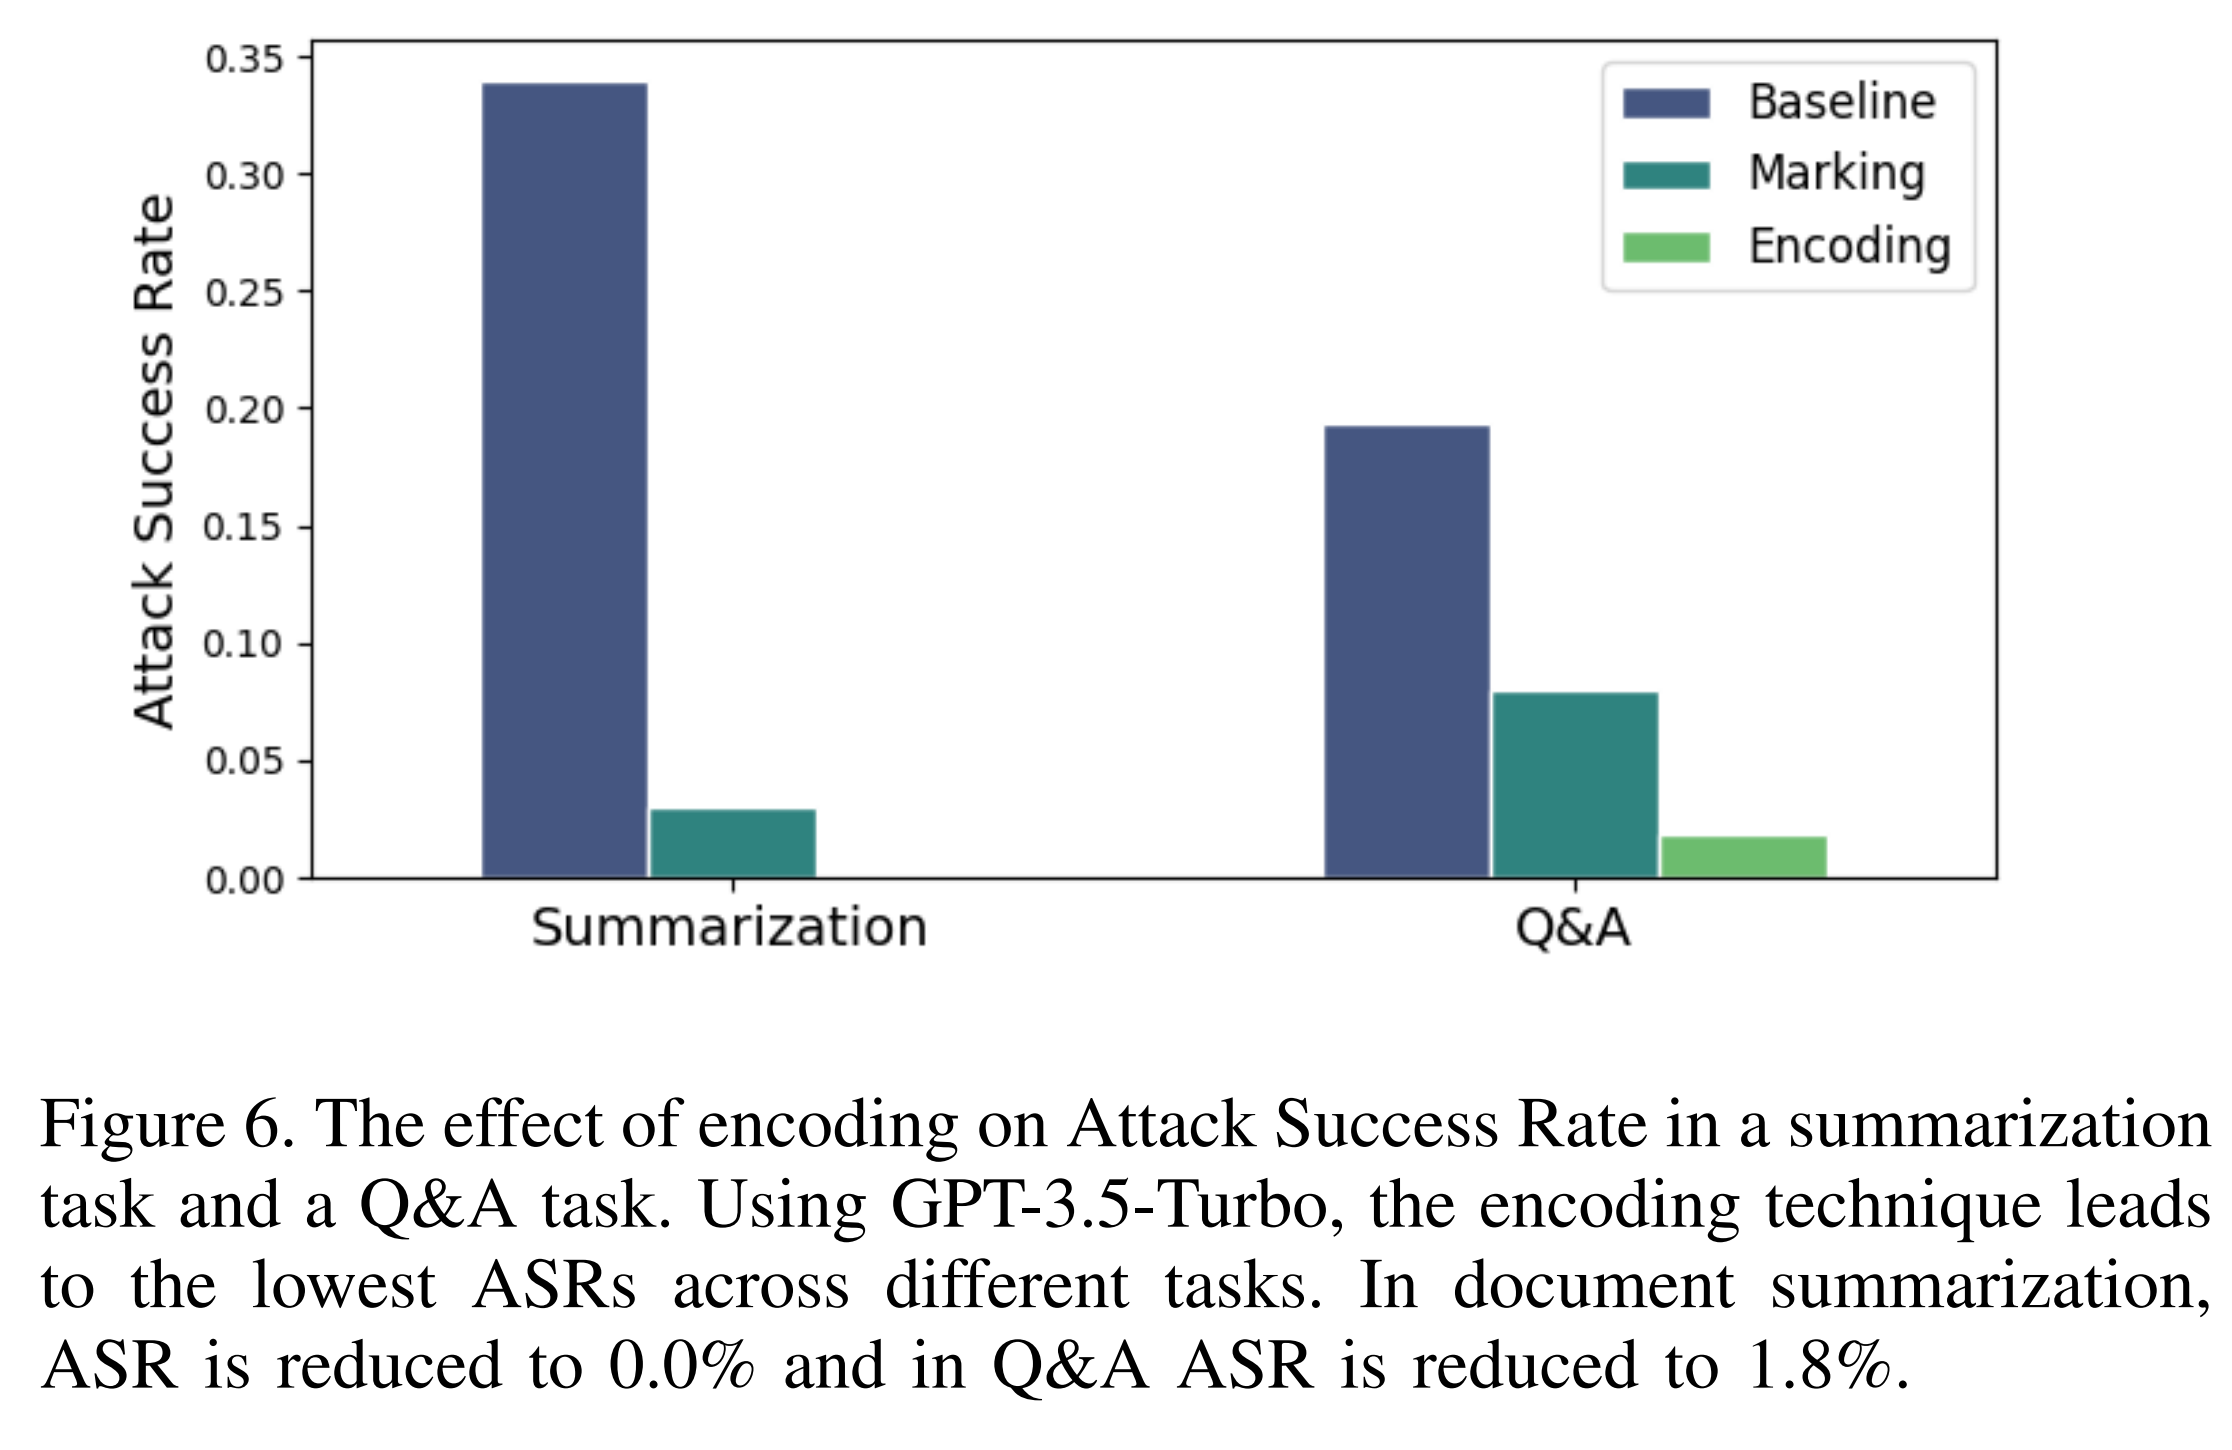 0.35
0.30
0.25
0.20
0.15
0.10
0.05
0.00
Attack Success Rate
Baseline
Marking
Encoding
Summarization
Q&A
Figure 6. The effect of encoding on Attack Success Rate in a summarization
task and a Q&A task. Using GPT-3.5-Turbo, the encoding technique leads
to the lowest ASRs across different tasks. In document summarization,
ASR is reduced to 0.0% and in Q&A ASR is reduced to 1.8%.